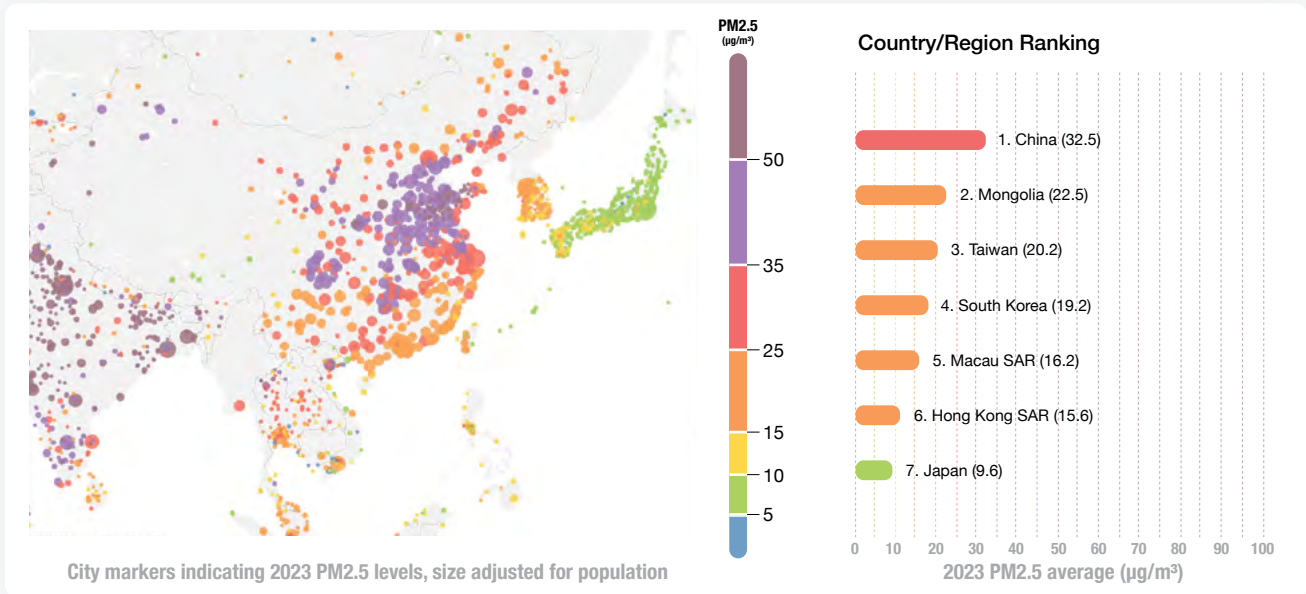 PM2.5
(µg/m³)
50
35
25
15
10
5
City markers indicating 2023 PM2.5 levels, size adjusted for population
Country/Region Ranking
1. China (32.5)
2. Mongolia (22.5)
3. Taiwan (20.2)
4. South Korea (19.2)
5. Macau SAR (16.2)
6. Hong Kong SAR (15.6)
7. Japan (9.6)
0 10 20 30 40 50 60 70 80 90 100
2023 PM2.5 average (µg/m³)